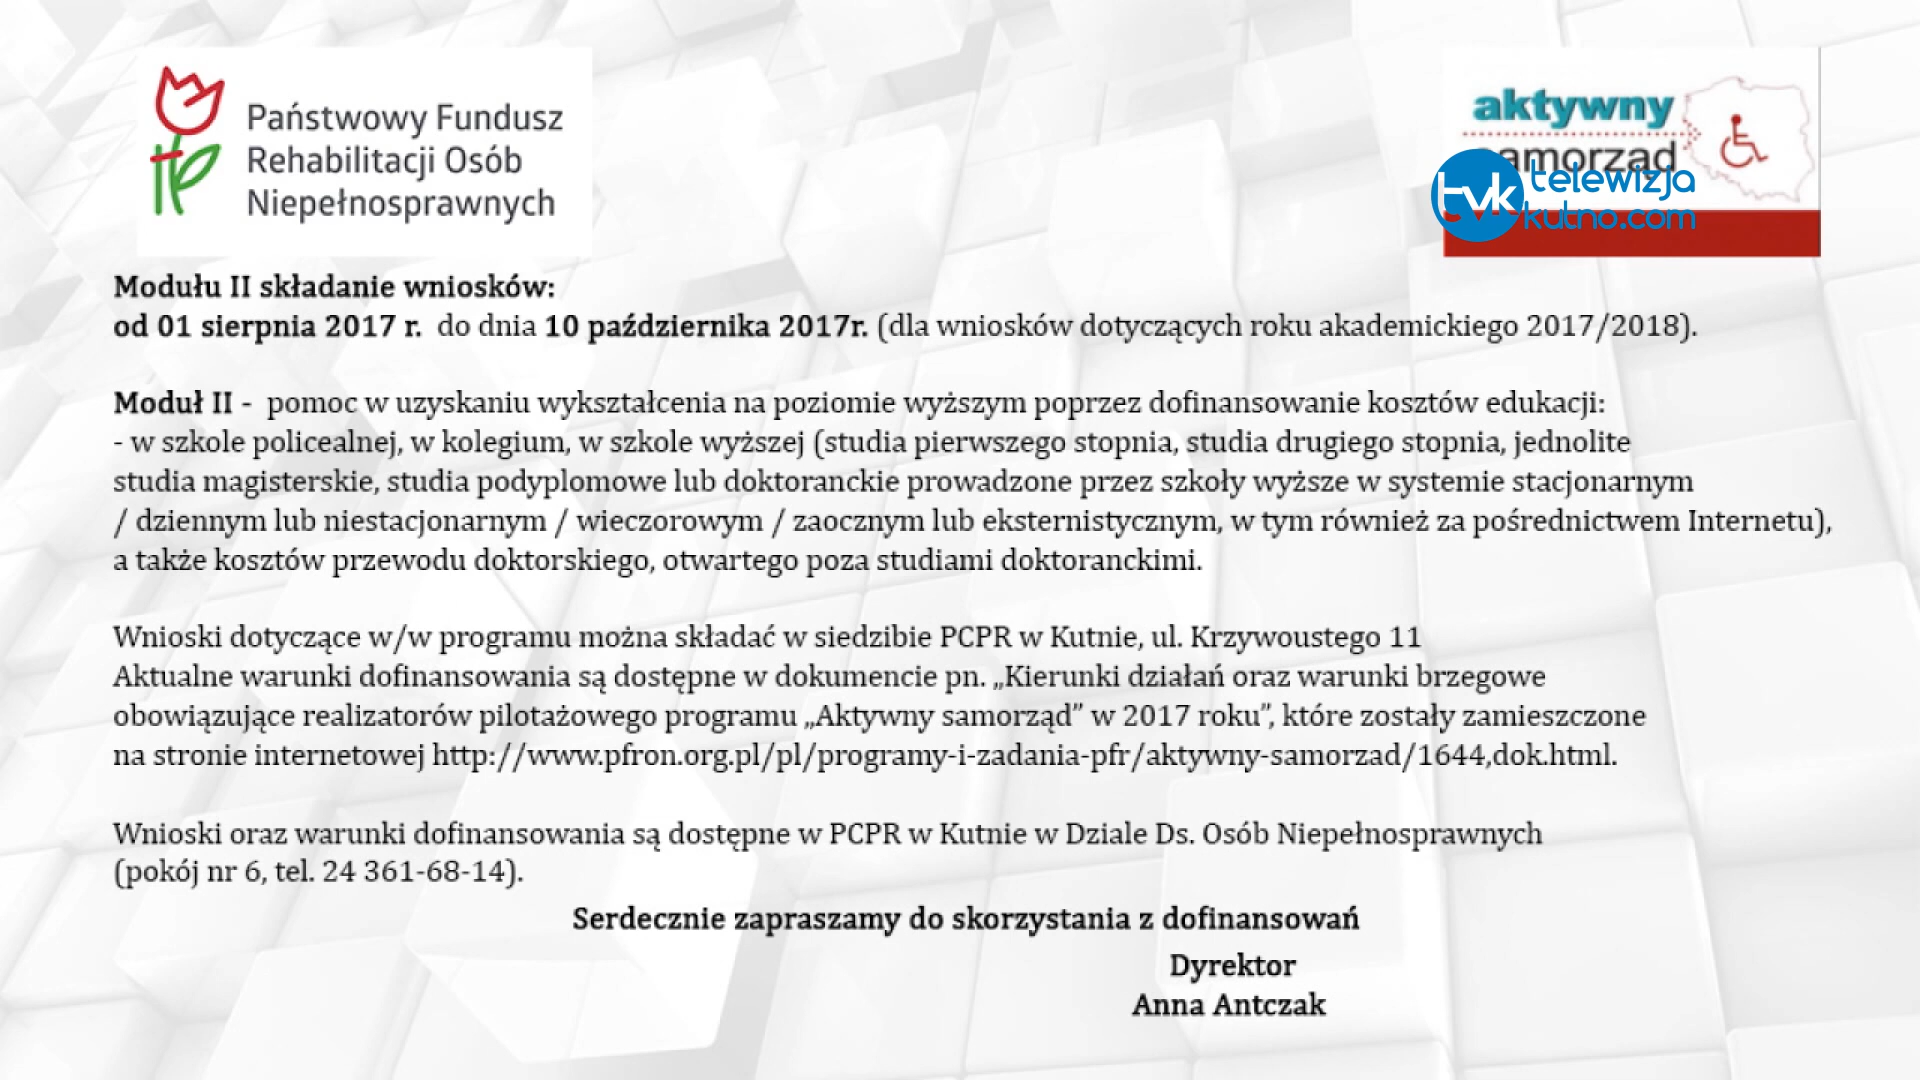 Państwowy Fundusz
Rehabilitacji Osób
Niepełnosprawnych
aktywny
samorząd
tvk telewizja
kutno.com
Modułu II składanie wniosków:
od 01 sierpnia 2017 r. do dnia 10 października 2017r. (dla wniosków dotyczących roku akademickiego 2017/2018).
Moduł II - pomoc w uzyskaniu wykształcenia na poziomie wyższym poprzez dofinansowanie kosztów edukacji:
- w szkole policealnej, w kolegium, w szkole wyższej (studia pierwszego stopnia, studia drugiego stopnia, jednolite
studia magisterskie, studia podyplomowe lub doktoranckie prowadzone przez szkoły wyższe w systemie stacjonarnym
/ dziennym lub niestacjonarnym / wieczorowym / zaocznym lub eksternistycznym, w tym również za pośrednictwem Internetu),
a także kosztów przewodu doktorskiego, otwartego poza studiami doktoranckimi.
Wnioski dotyczące w/w programu można składać w siedzibie PCPR w Kutnie, ul. Krzywoustego 11
Aktualne warunki dofinansowania są dostępne w dokumencie pn. „Kierunki działań oraz warunki brzegowe
obowiązujące realizatorów pilotażowego programu „Aktywny samorząd” w 2017 roku”, które zostały zamieszczone
na stronie internetowej http://www.pfron.org.pl/pl/programy-i-zadania-pfr/aktywny-samorzad/1644,dok.html.
Wnioski oraz warunki dofinansowania są dostępne w PCPR w Kutnie w Dziale Ds. Osób Niepełnosprawnych
(pokój nr 6, tel. 24 361-68-14).
Serdecznie zapraszamy do skorzystania z dofinansowań
Dyrektor
Anna Antczak